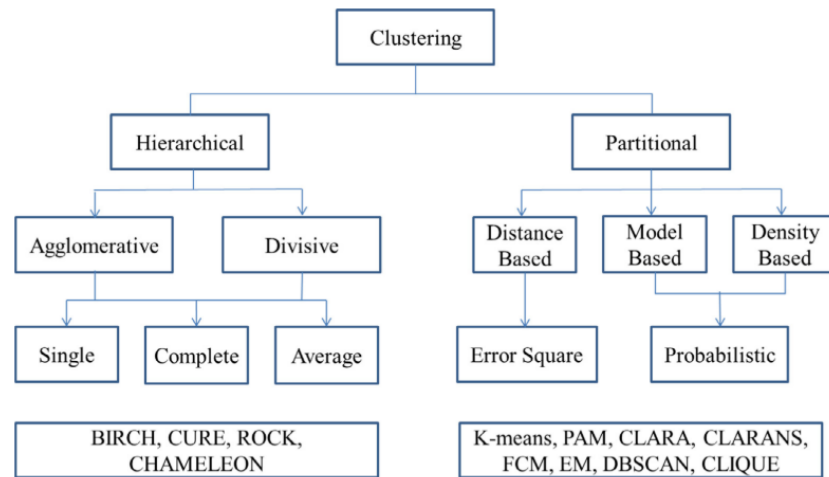 Clustering
Hierarchical
Partitional
Agglomerative
Divisive
Distance
Based
Model
Based
Density
Based
Single
Complete
Average
Error Square
Probabilistic
BIRCH, CURE, ROCK,
CHAMELEON
K-means, PAM, CLARA, CLARANS,
FCM, EM, DBSCAN, CLIQUE